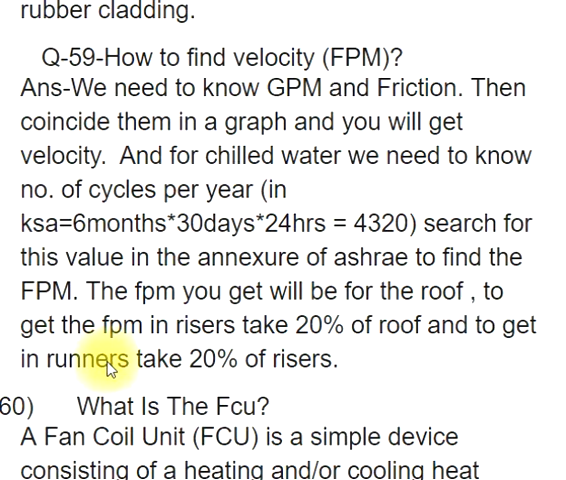 rubber cladding.
Q-59-How to find velocity (FPM)?
Ans-We need to know GPM and Friction. Then
coincide them in a graph and you will get
velocity.  And for chilled water we need to know
no. of cycles per year (in
ksa=6months*30days*24hrs = 4320) search for
this value in the annexure of ashrae to find the
FPM. The fpm you get will be for the roof , to
get the fpm in risers take 20% of roof and to get
in runners take 20% of risers.
60) What Is The Fcu?
A Fan Coil Unit (FCU) is a simple device
consisting of a heating and/or cooling heat